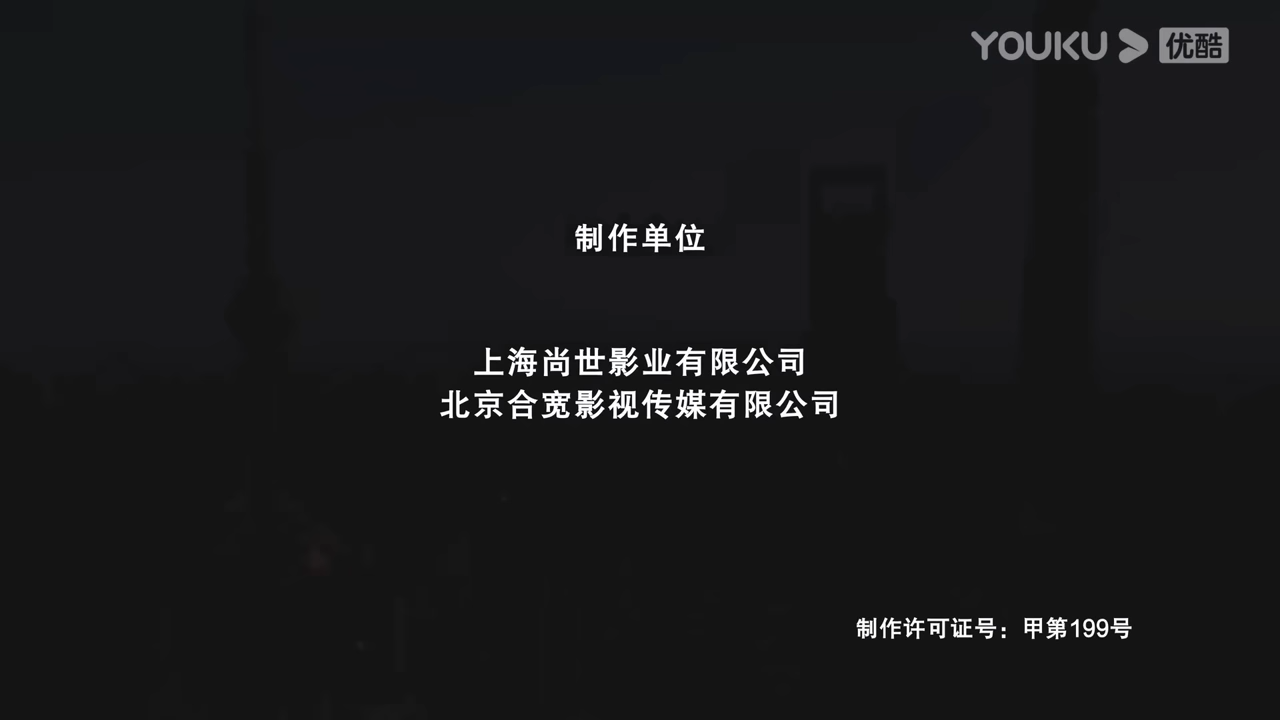 YOUKU 优酷
制作单位
上海尚世影业有限公司
北京合宽影视传媒有限公司
制作许可证号：甲第199号